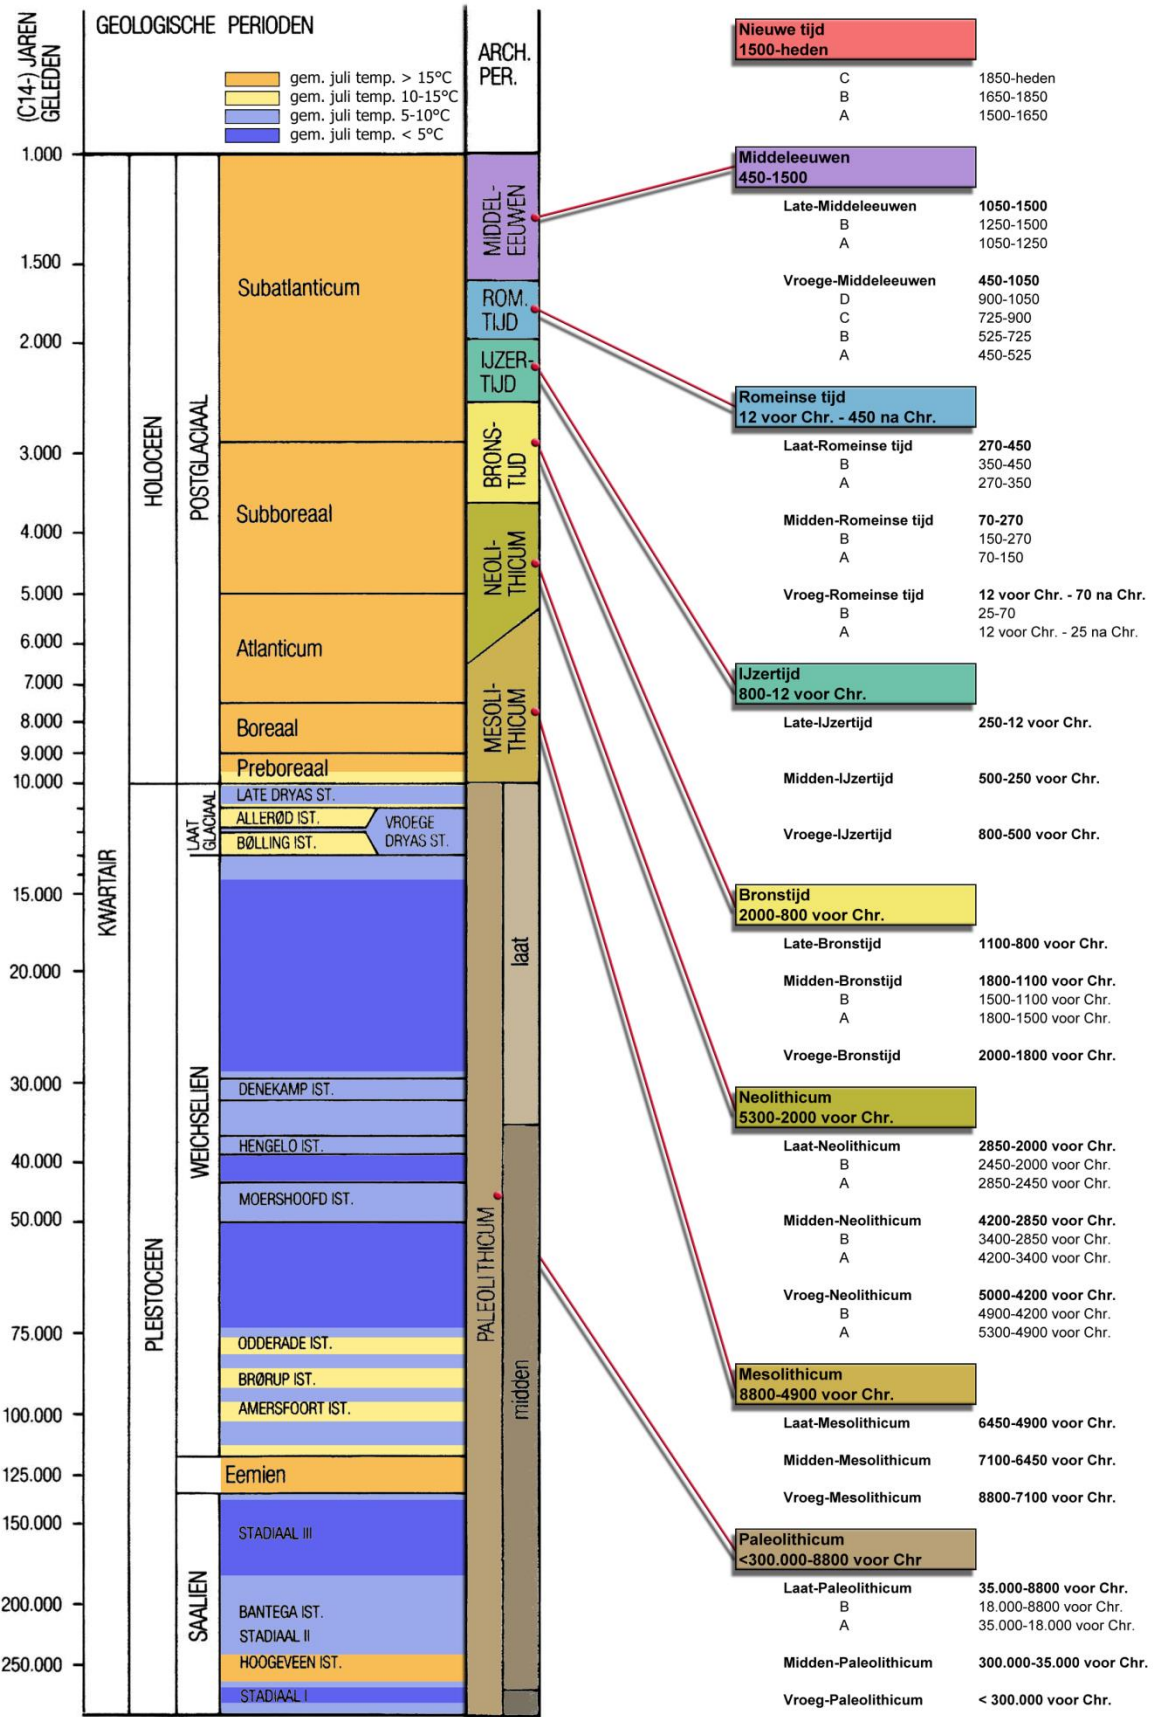 GEOLOGISCHE PERIODEN
(C14-) JAREN
GELEDEN
gem. juli temp. > 15°C
gem. juli temp. 10-15°C
gem. juli temp. 5-10°C
gem. juli temp. < 5°C
ARCH.
PER.
1.000
1.500
2.000
3.000
4.000
5.000
6.000
7.000
8.000
9.000
10.000
15.000
20.000
30.000
40.000
50.000
75.000
100.000
125.000
150.000
200.000
250.000
KWARTAIR
HOLOCEEN
PLEISTOCEEN
POSTGLACIAAL
LAAT
GLACIAAL
WEICHSELIEN
SAALIEN
Subatlanticum
Subboreaal
Atlanticum
Boreaal
Preboreaal
LATE DRYAS ST.
ALLERØD IST.
VROEGE
DRYAS ST.
BØLLING IST.
DENEKAMP IST.
HENGELO IST.
MOERSHOOFD IST.
ODDERADE IST.
BRØRUP IST.
AMERSFOORT IST.
Eemien
STADIAAL III
BANTEGA IST.
STADIAAL II
HOOGEVEEN IST.
STADIAAL I
MIDDEL-
EEUWEN
ROM.
TIJD
IJZER-
TIJD
BRONS-
TIJD
NEOLI-
THICUM
MESOLI-
THICUM
PALEOLITHICUM
laat
midden
Nieuwe tijd
1500-heden
C 1850-heden
B 1650-1850
A 1500-1650
Middeleeuwen
450-1500
Late-Middeleeuwen 1050-1500
B 1250-1500
A 1050-1250
Vroege-Middeleeuwen 450-1050
D 900-1050
C 725-900
B 525-725
A 450-525
Romeinse tijd
12 voor Chr. - 450 na Chr.
Laat-Romeinse tijd 270-450
B 350-450
A 270-350
Midden-Romeinse tijd 70-270
B 150-270
A 70-150
Vroeg-Romeinse tijd 12 voor Chr. - 70 na Chr.
B 25-70
A 12 voor Chr. - 25 na Chr.
IJzertijd
800-12 voor Chr.
Late-IJzertijd 250-12 voor Chr.
Midden-IJzertijd 500-250 voor Chr.
Vroege-IJzertijd 800-500 voor Chr.
Bronstijd
2000-800 voor Chr.
Late-Bronstijd 1100-800 voor Chr.
Midden-Bronstijd 1800-1100 voor Chr.
B 1500-1100 voor Chr.
A 1800-1500 voor Chr.
Vroege-Bronstijd 2000-1800 voor Chr.
Neolithicum
5300-2000 voor Chr.
Laat-Neolithicum 2850-2000 voor Chr.
B 2450-2000 voor Chr.
A 2850-2450 voor Chr.
Midden-Neolithicum 4200-2850 voor Chr.
B 3400-2850 voor Chr.
A 4200-3400 voor Chr.
Vroeg-Neolithicum 5000-4200 voor Chr.
B 4900-4200 voor Chr.
A 5300-4900 voor Chr.
Mesolithicum
8800-4900 voor Chr.
Laat-Mesolithicum 6450-4900 voor Chr.
Midden-Mesolithicum 7100-6450 voor Chr.
Vroeg-Mesolithicum 8800-7100 voor Chr.
Paleolithicum
<300.000-8800 voor Chr
Laat-Paleolithicum 35.000-8800 voor Chr.
B 18.000-8800 voor Chr.
A 35.000-18.000 voor Chr.
Midden-Paleolithicum 300.000-35.000 voor Chr.
Vroeg-Paleolithicum < 300.000 voor Chr.